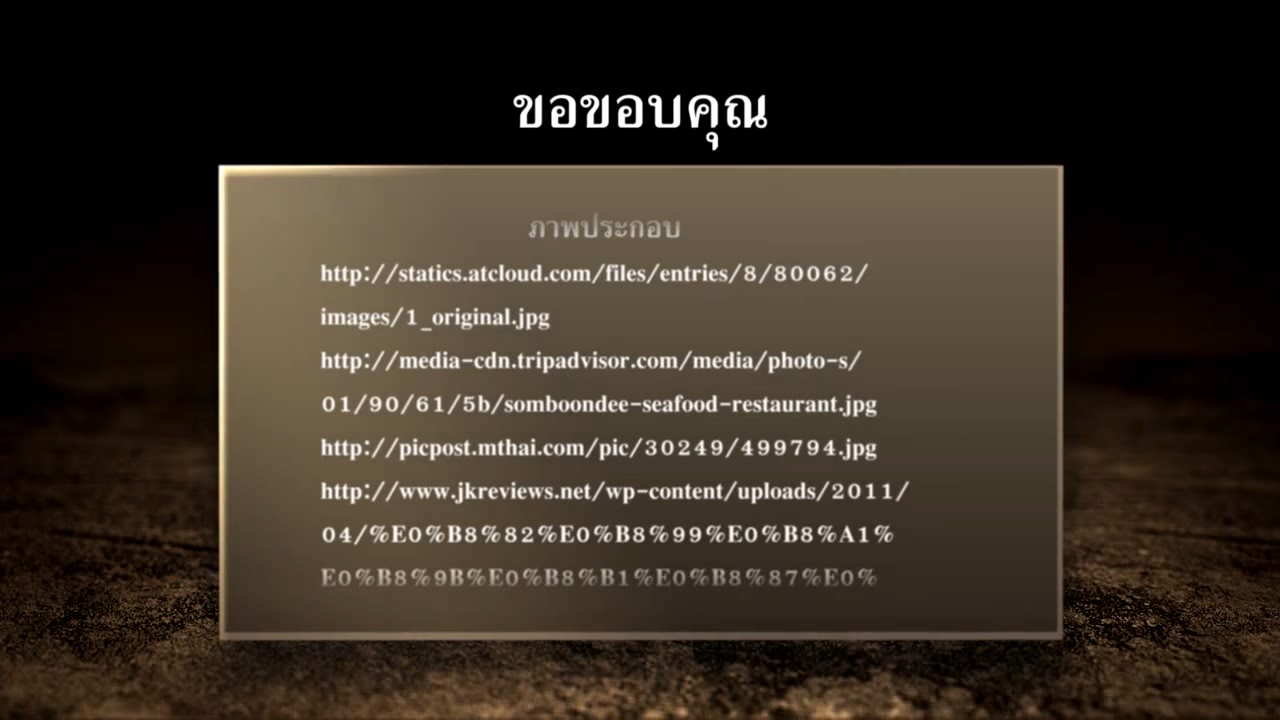 ขอขอบคุณ
ภาพประกอบ
http://statics.atcloud.com/files/entries/8/80062/
images/1_original.jpg
http://media-cdn.tripadvisor.com/media/photo-s/
01/90/61/5b/somboondee-seafood-restaurant.jpg
http://picpost.mthai.com/pic/30249/499794.jpg
http://www.jkreviews.net/wp-content/uploads/2011/
04/%E0%B8%82%E0%B8%99%E0%B8%A1%
E0%B8%9B%E0%B8%B1%E0%B8%87%E0%